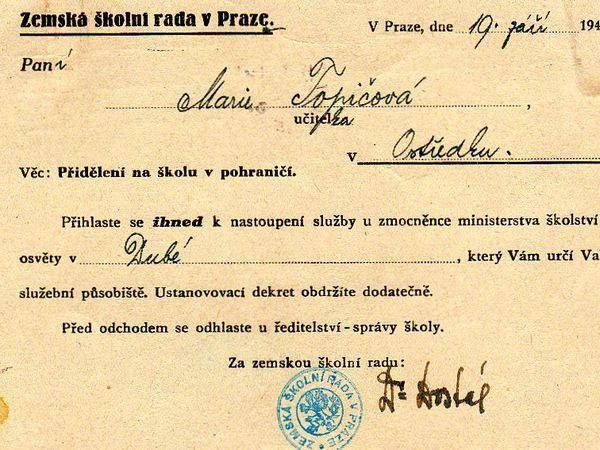 Zemská školní rada v Praze.
V Praze, dne 19. září 194
Paní
Marie Topičová,
učitelka
v Ostředku.
Věc: Přidělení na školu v pohraničí.
Přihlaste se ihned k nastoupení služby u zmocněnce ministerstva školství
osvěty v Dubé, který Vám určí Va
služební působiště. Ustanovovací dekret obdržíte dodatečně.
Před odchodem se odhlaste u ředitelství-správy školy.
Za zemskou školní radu:
Dr Dostál
ZEMSKÁ ŠKOLNÍ RADA V PRAZE